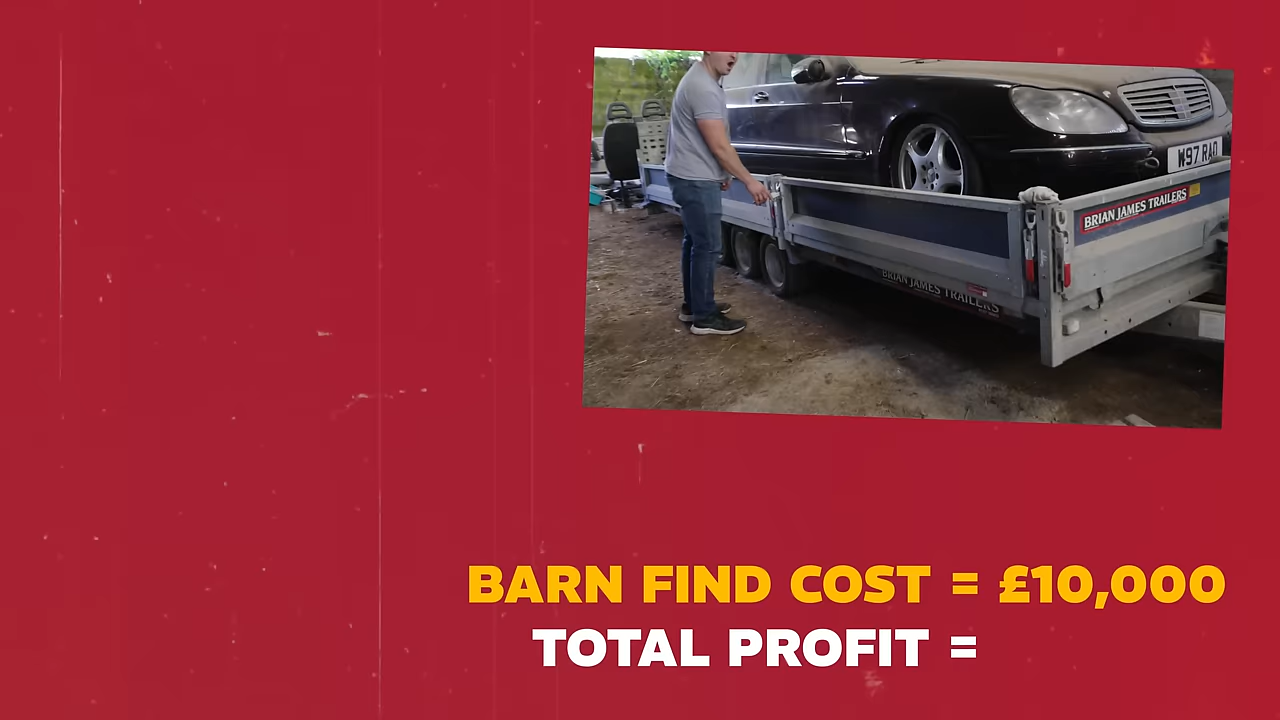 W97 RAO
BRIAN JAMES TRAILERS
BRIAN JAMES TRAILERS
BARN FIND COST = £10,000
TOTAL PROFIT =